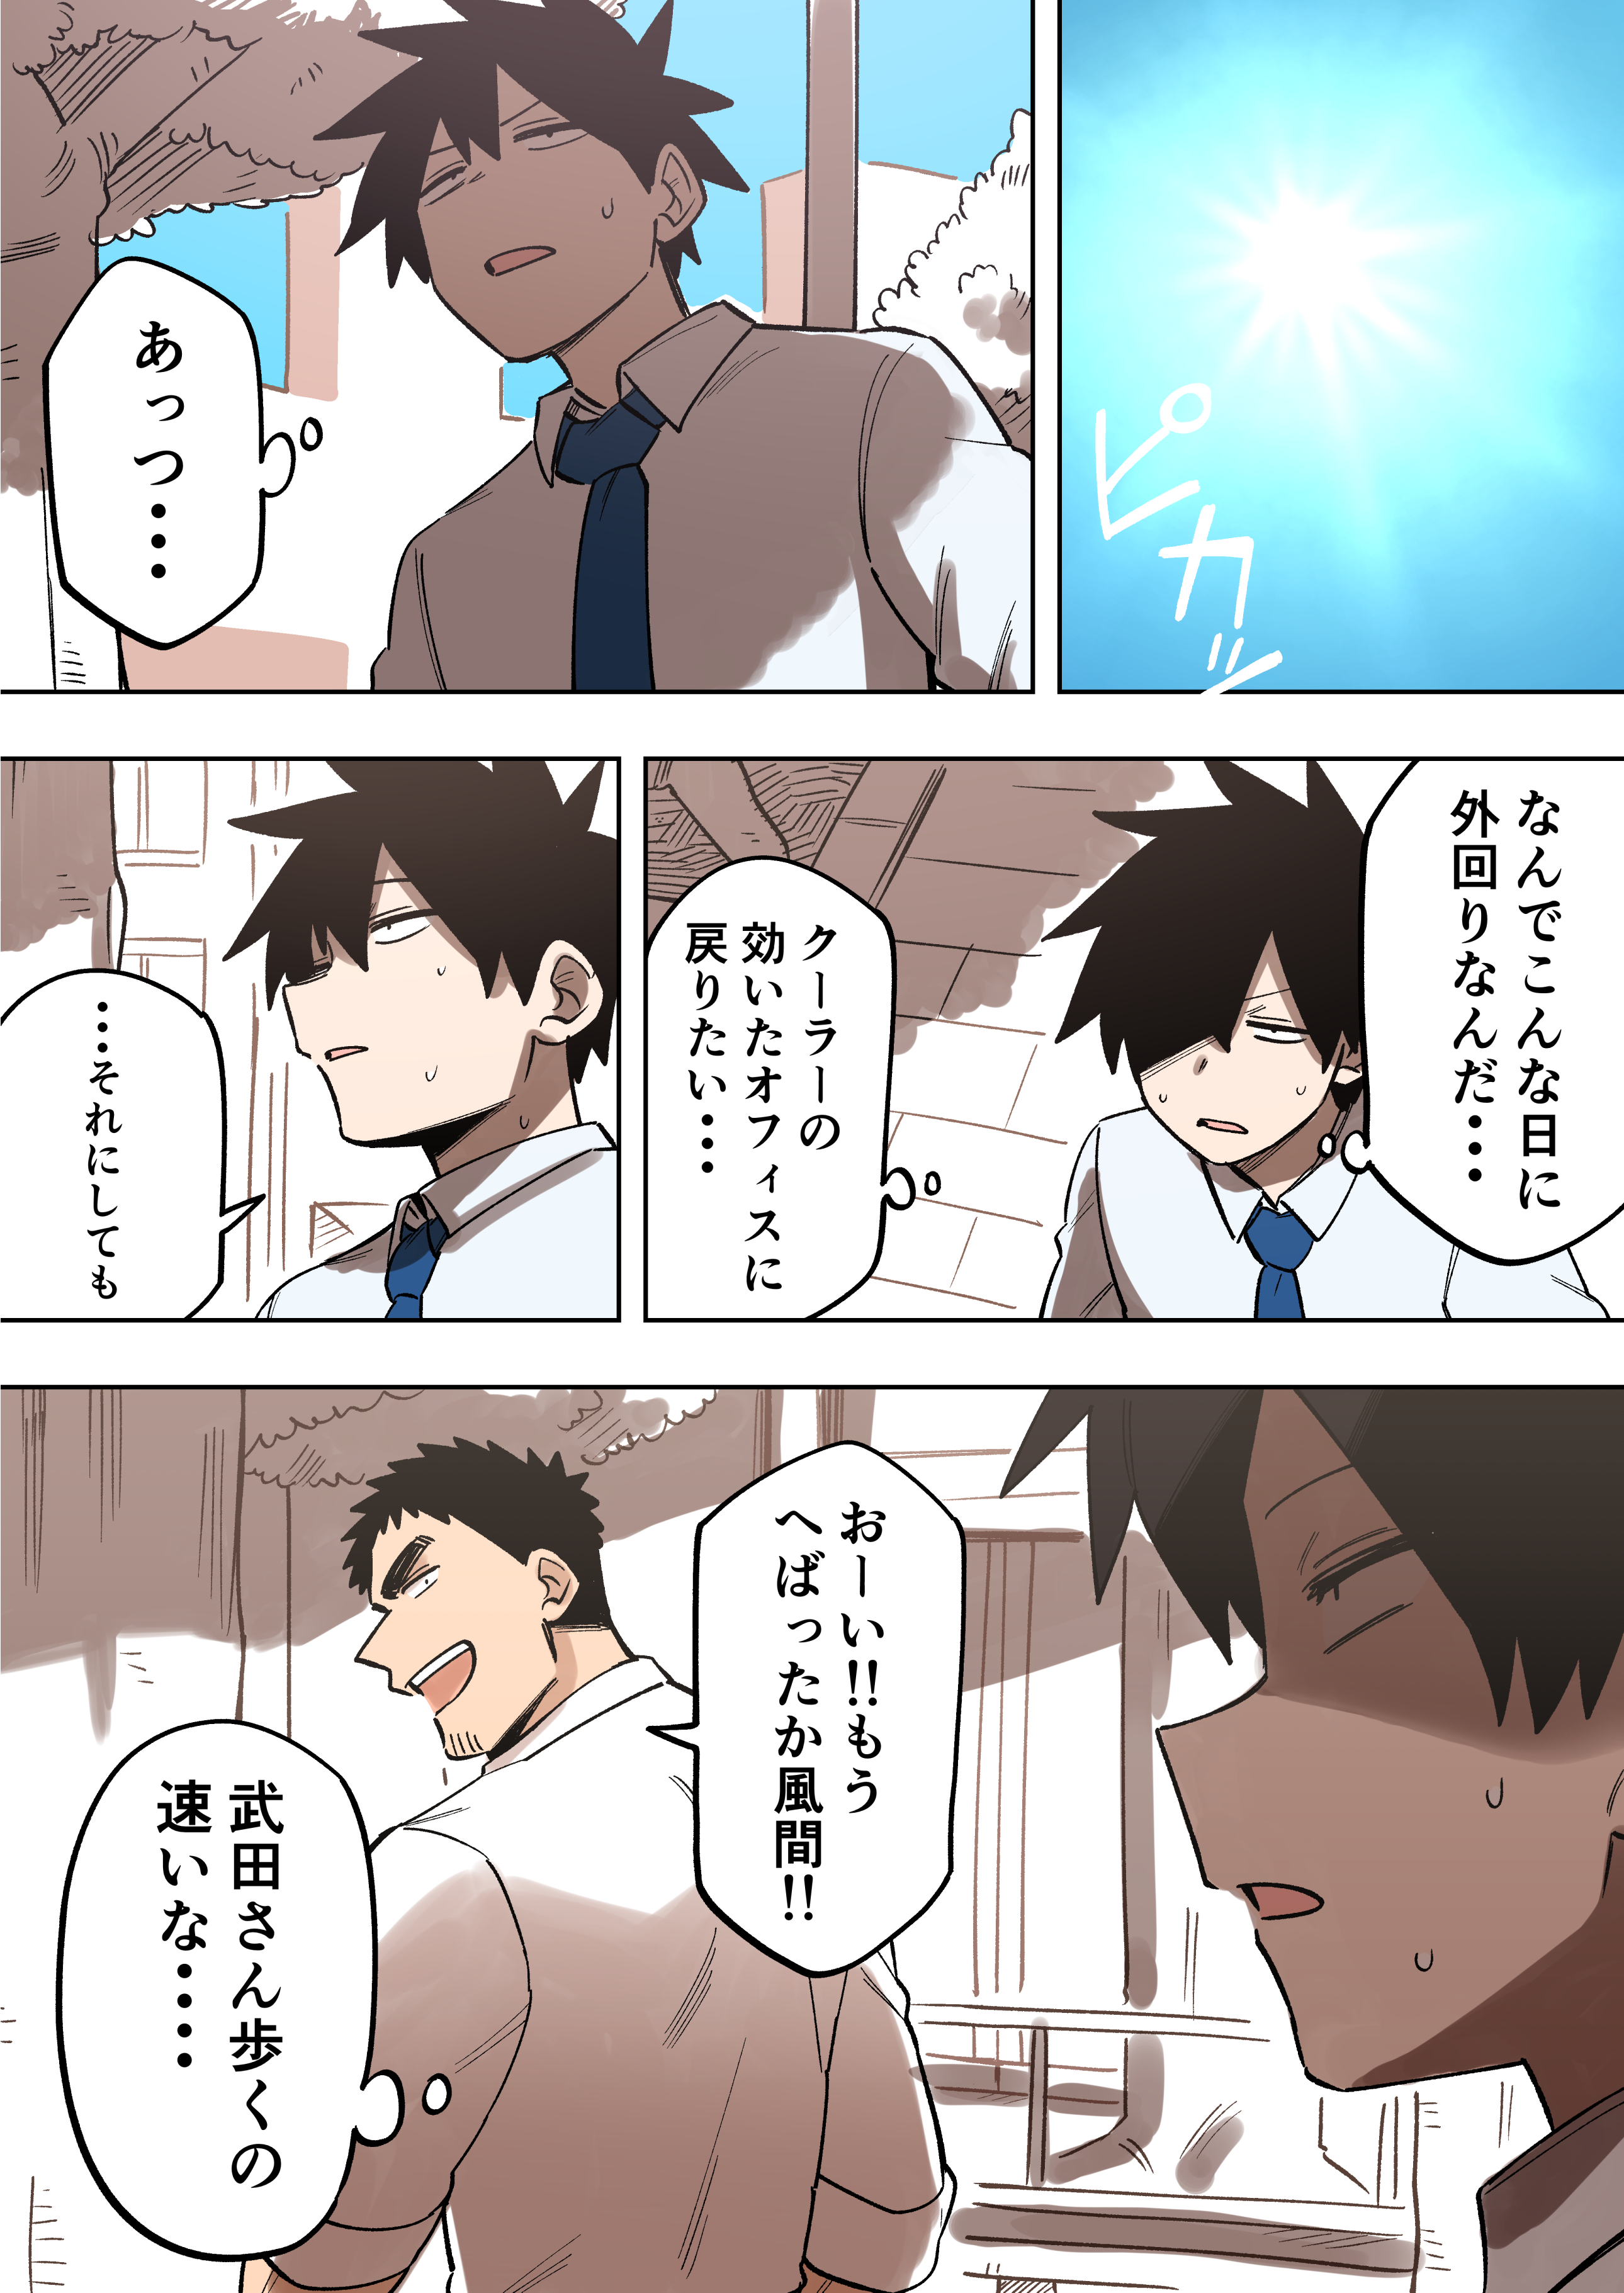 ピカッ
あっつ・・・
なんでこんな日に
外回りなんだ・・・
クーラーの
効いたオフィスに
戻りたい・・・
・・・それにしても
おーい!!もう
へばったか風間!!
武田さん歩くの
速いな・・・・